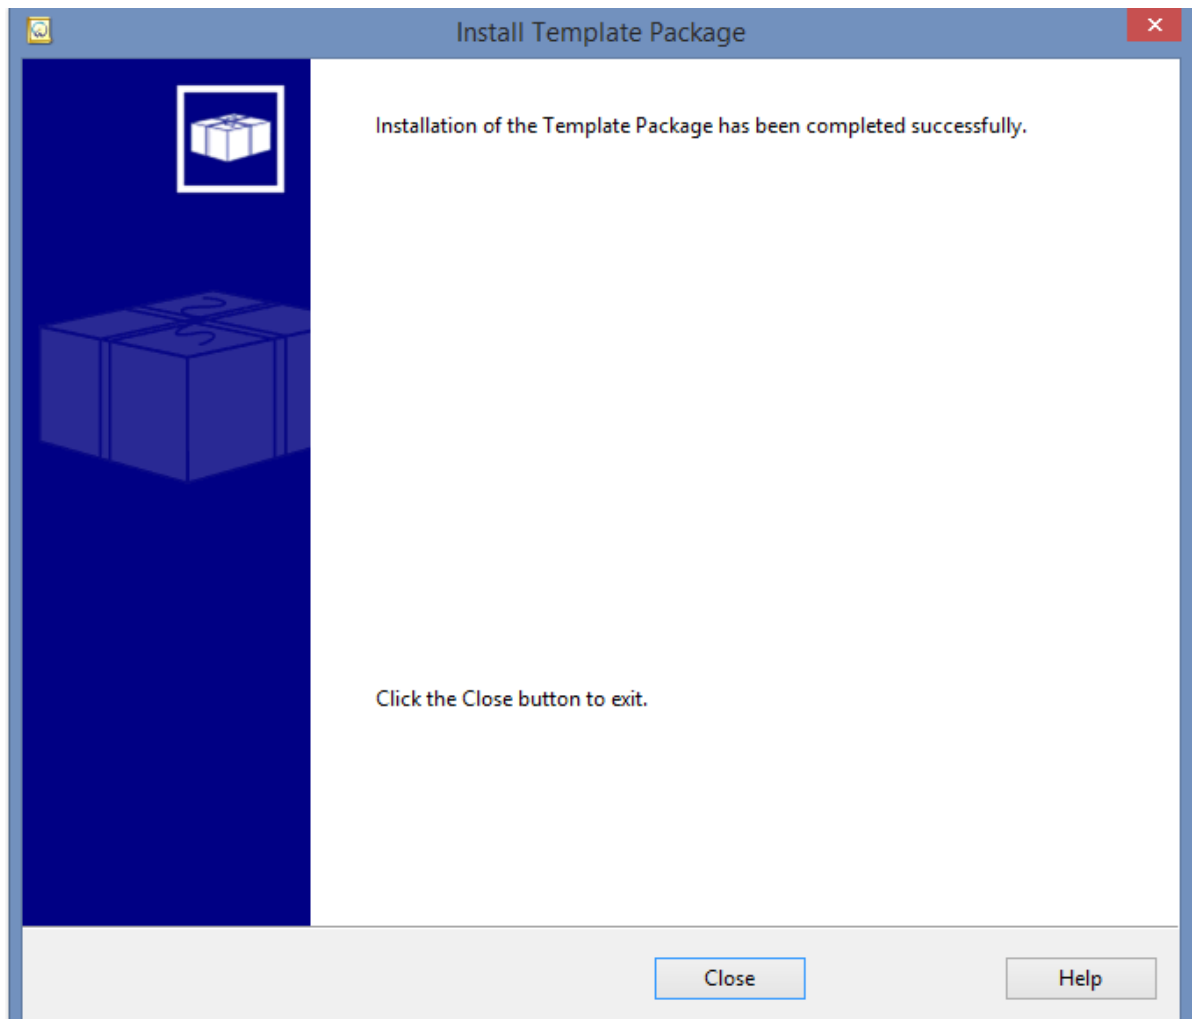 Install Template Package
Installation of the Template Package has been completed successfully.
Click the Close button to exit.
Close
Help